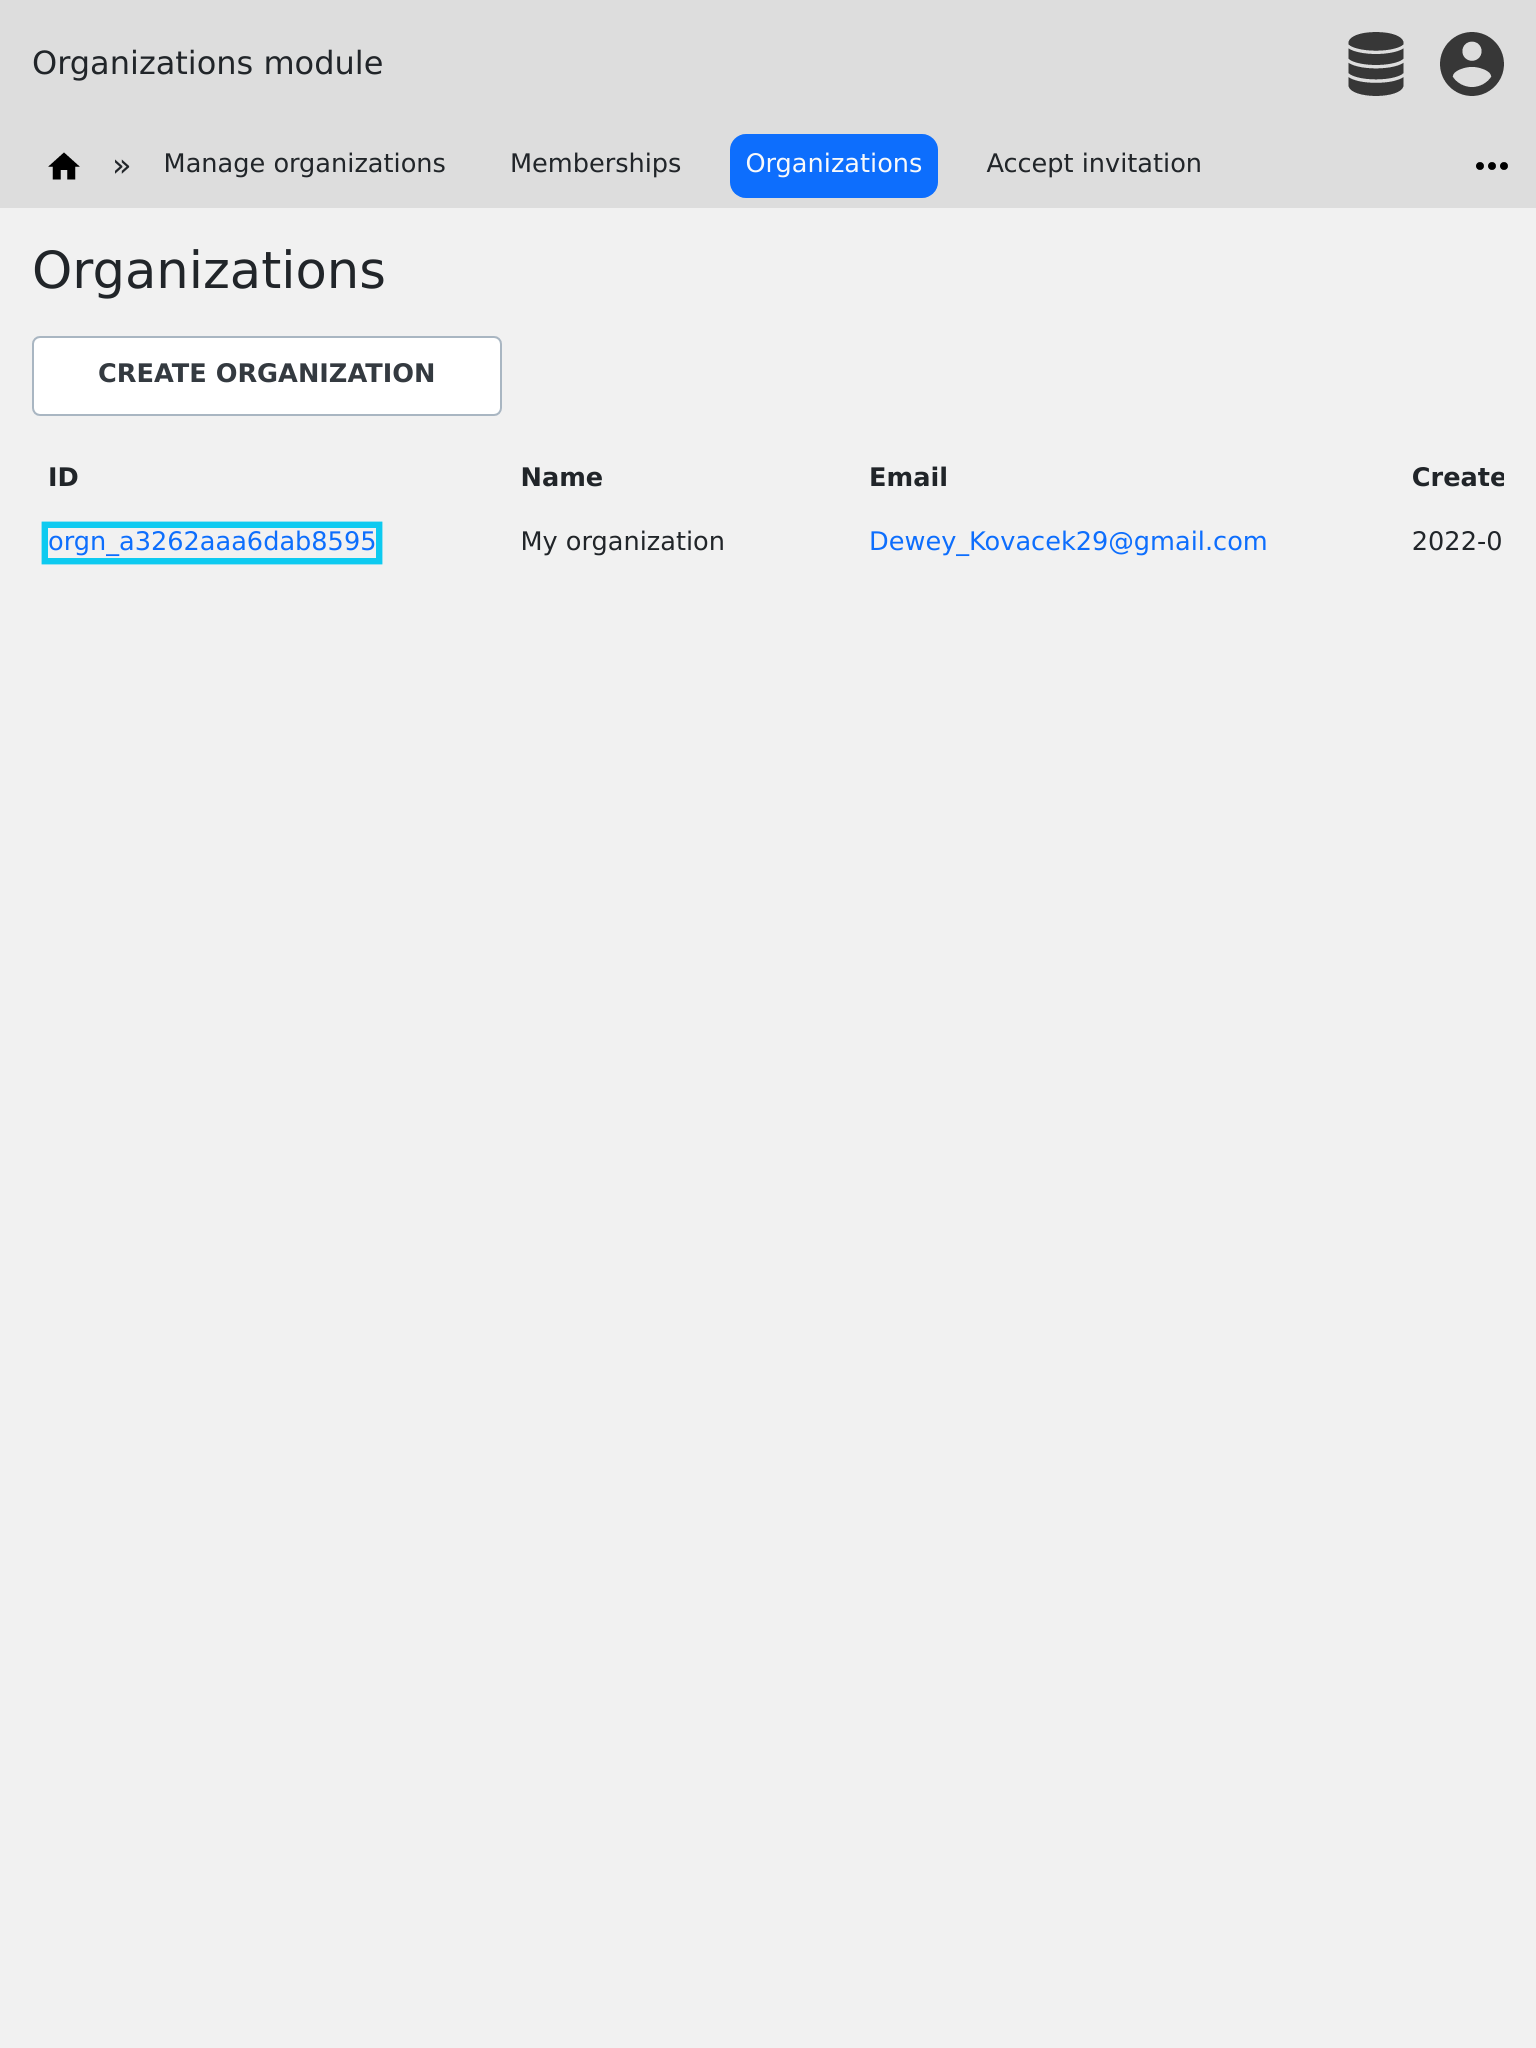 Organizations module
» Manage organizations Memberships Organizations Accept invitation •••
Organizations
CREATE ORGANIZATION
ID Name Email Create
orgn_a3262aaa6dab8595 My organization Dewey_Kovacek29@gmail.com 2022-0